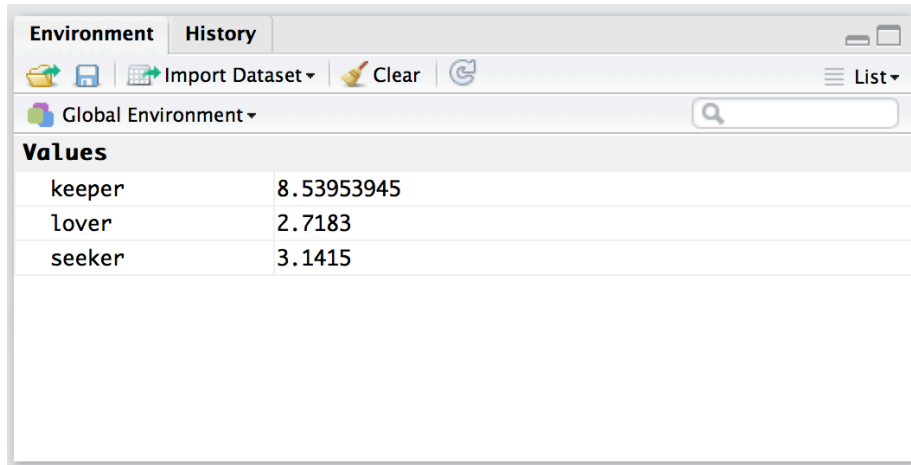 Environment History
Import Dataset Clear List
Global Environment
Values
keeper 8.53953945
lover 2.7183
seeker 3.1415